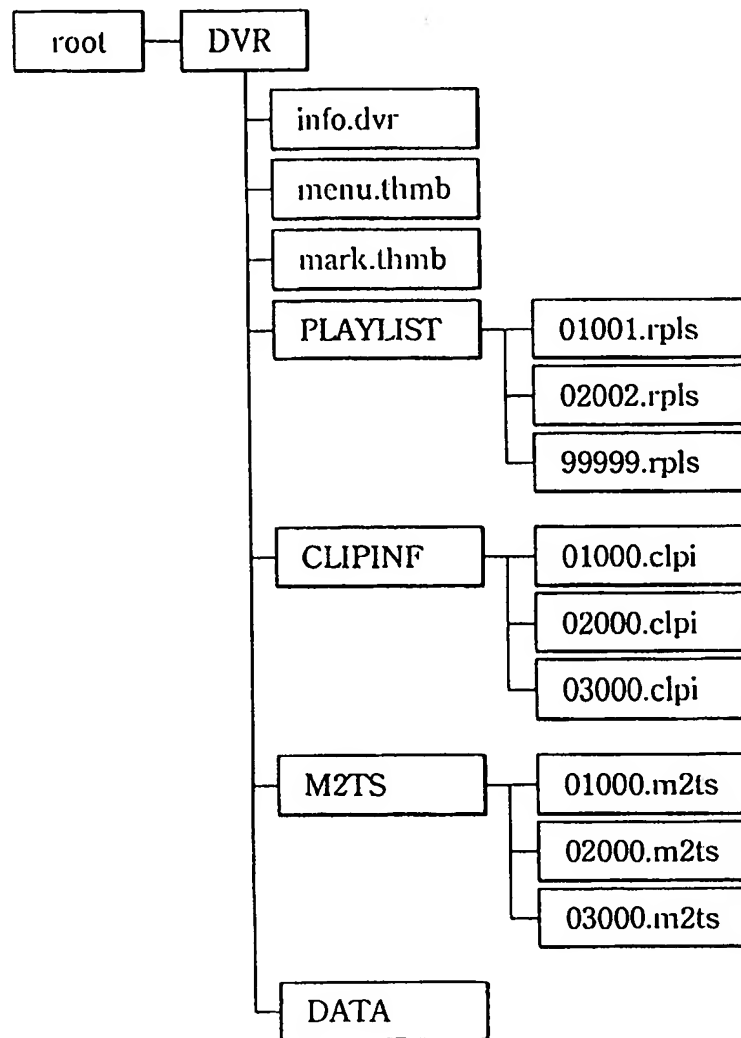 root DVR
info.dvr
menu.thmb
mark.thmb
PLAYLIST 01001.rpls
02002.rpls
99999.rpls
CLIPINF 01000.clpi
02000.clpi
03000.clpi
M2TS 01000.m2ts
02000.m2ts
03000.m2ts
DATA